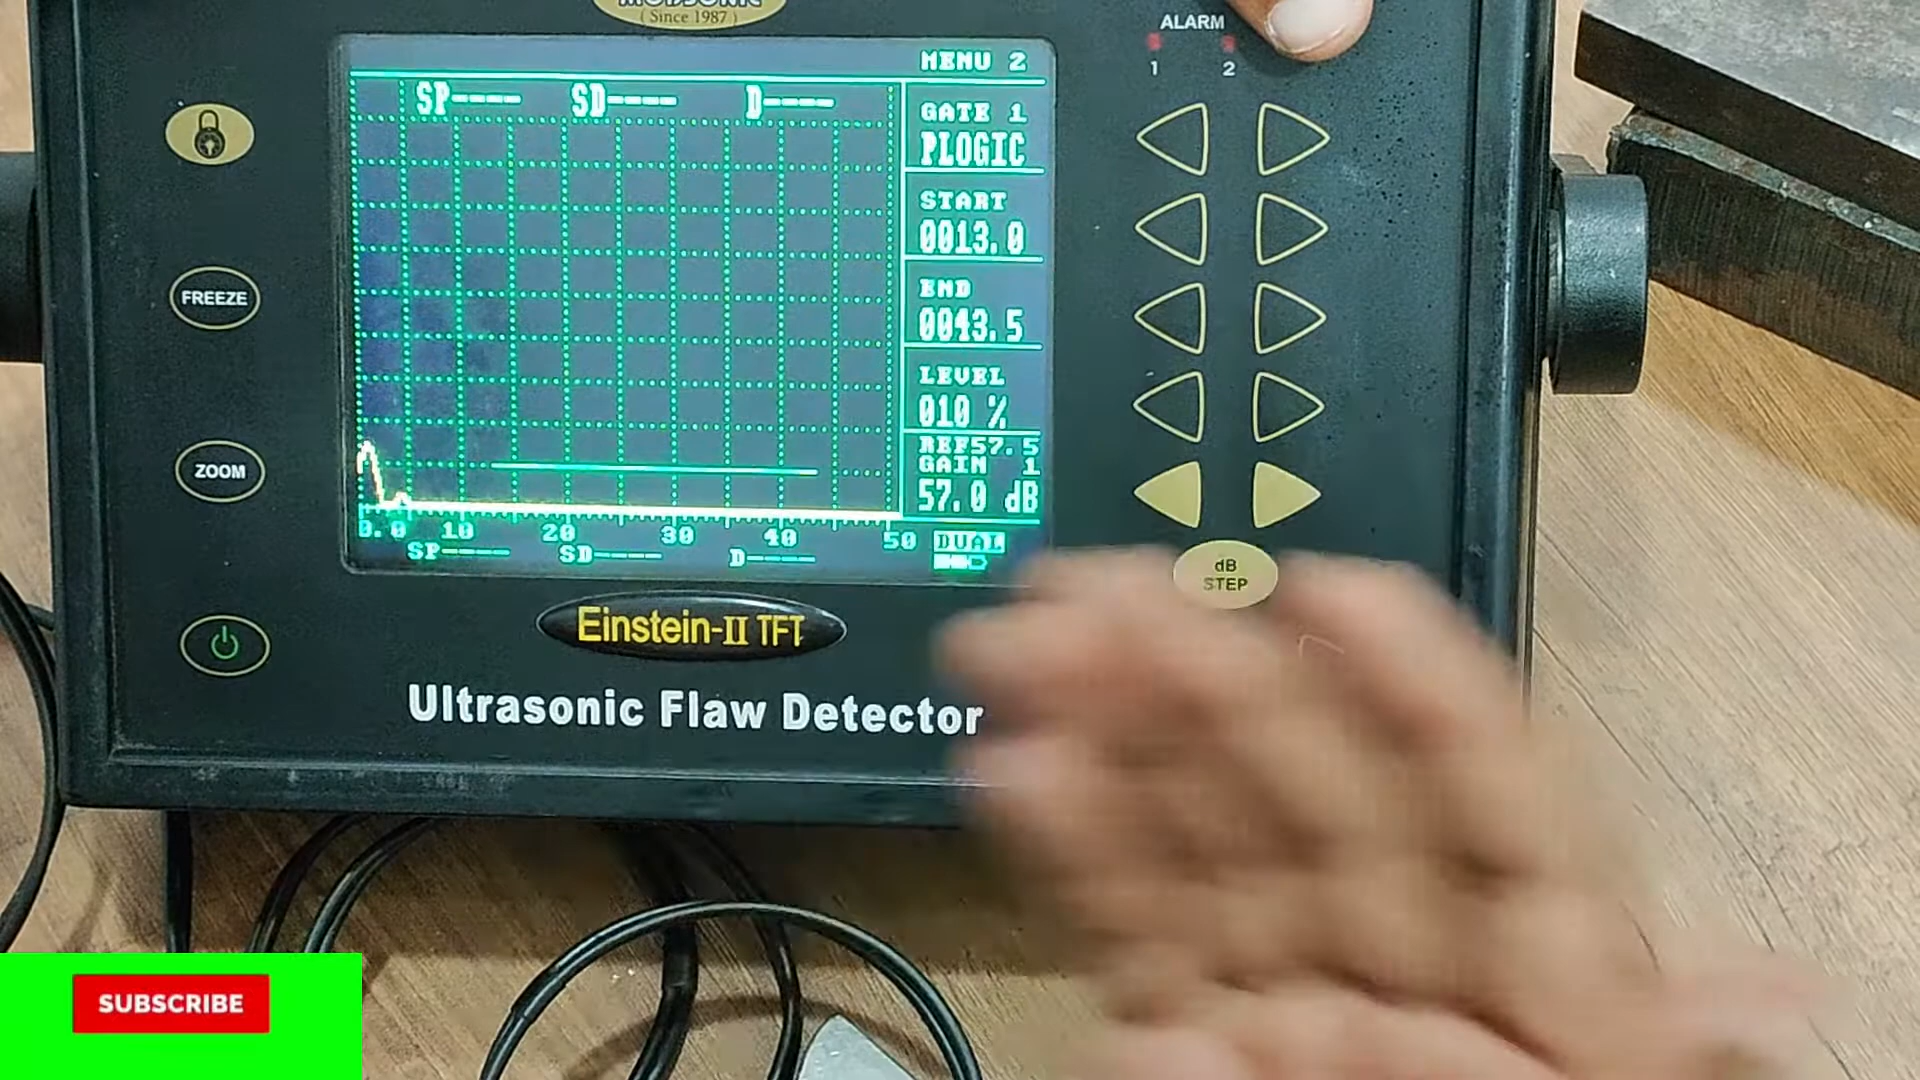 MODSONIC
( Since 1987 )
ALARM
1 2
MENU 2
SP---- SD---- D----
GATE 1
PLOGIC
START
0013.0
END
0043.5
LEVEL
010 %
REF57.5
GAIN 1
57.0 dB
0.0 10 20 30 40 50 DUAL
SP---- SD---- D----
FREEZE
ZOOM
dB
STEP
Einstein-II TFT
Ultrasonic Flaw Detector
SUBSCRIBE